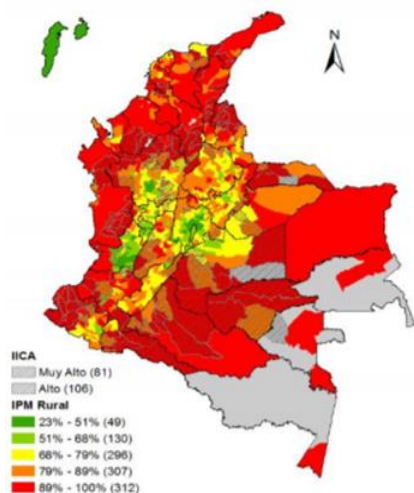 N
IICA
Muy Alto (81)
Alto (106)
IPM Rural
23% - 51% (49)
51% - 68% (130)
68% - 79% (296)
79% - 89% (307)
89% - 100% (312)